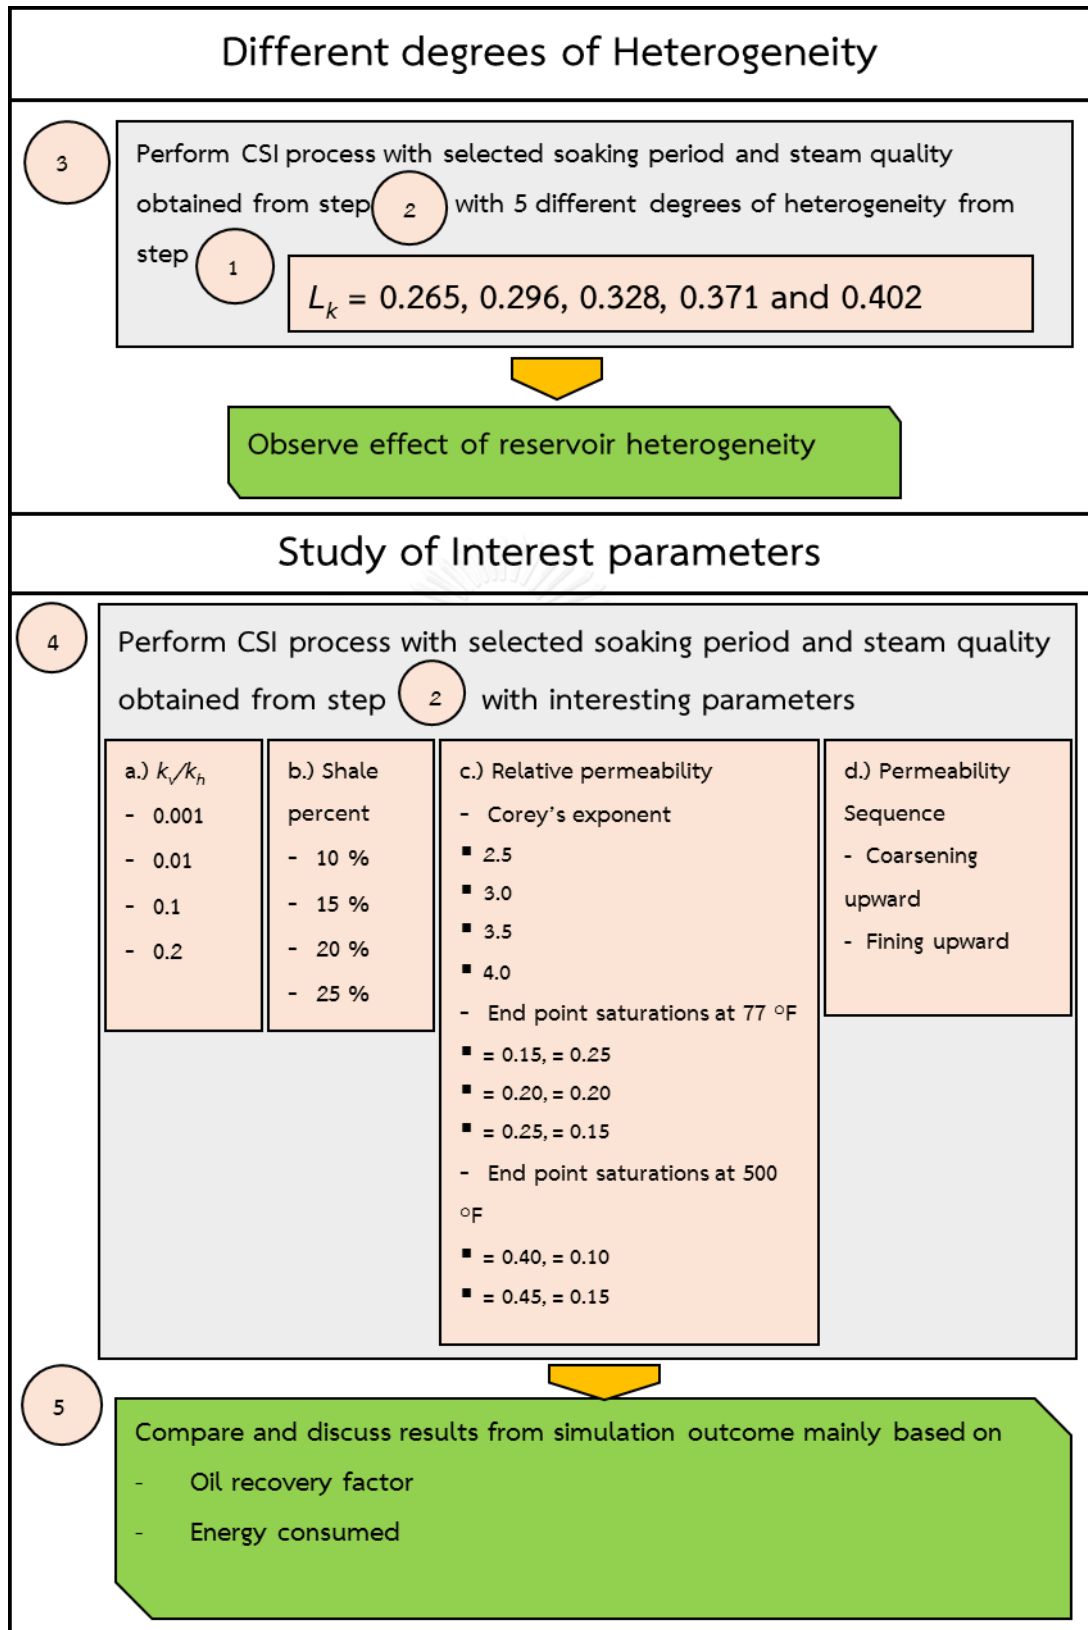 Different degrees of Heterogeneity
3
Perform CSI process with selected soaking period and steam quality
obtained from step 2 with 5 different degrees of heterogeneity from
step 1
Lk = 0.265, 0.296, 0.328, 0.371 and 0.402
Observe effect of reservoir heterogeneity
Study of Interest parameters
4
Perform CSI process with selected soaking period and steam quality
obtained from step 2 with interesting parameters
a.) kv/kh
- 0.001
- 0.01
- 0.1
- 0.2
b.) Shale
percent
- 10 %
- 15 %
- 20 %
- 25 %
c.) Relative permeability
- Corey's exponent
▪ 2.5
▪ 3.0
▪ 3.5
▪ 4.0
- End point saturations at 77 °F
▪ = 0.15, = 0.25
▪ = 0.20, = 0.20
▪ = 0.25, = 0.15
- End point saturations at 500
°F
▪ = 0.40, = 0.10
▪ = 0.45, = 0.15
d.) Permeability
Sequence
- Coarsening
upward
- Fining upward
5
Compare and discuss results from simulation outcome mainly based on
- Oil recovery factor
- Energy consumed